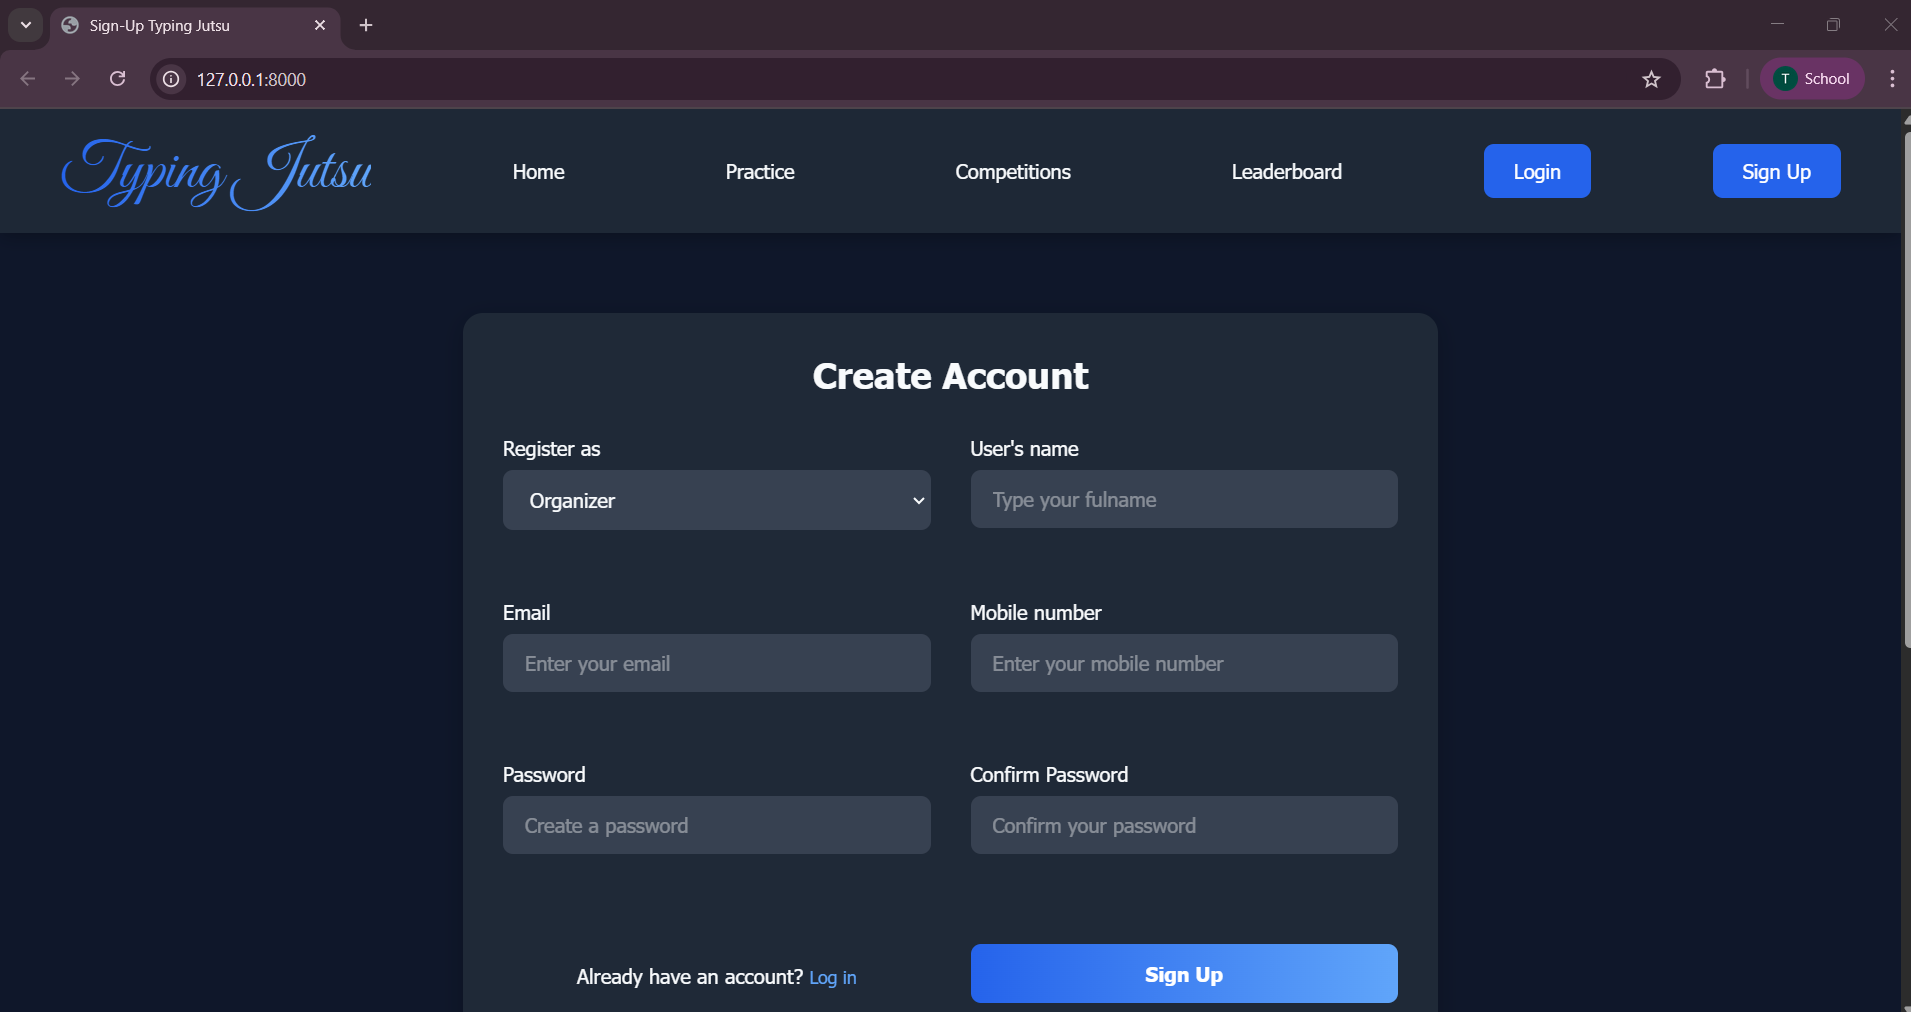 Sign-Up Typing Jutsu
127.0.0.1:8000
T School
Typing Jutsu Home Practice Competitions Leaderboard Login Sign Up
Create Account
Register as
Organizer
User's name
Type your fulname
Email
Enter your email
Mobile number
Enter your mobile number
Password
Create a password
Confirm Password
Confirm your password
Already have an account? Log in
Sign Up